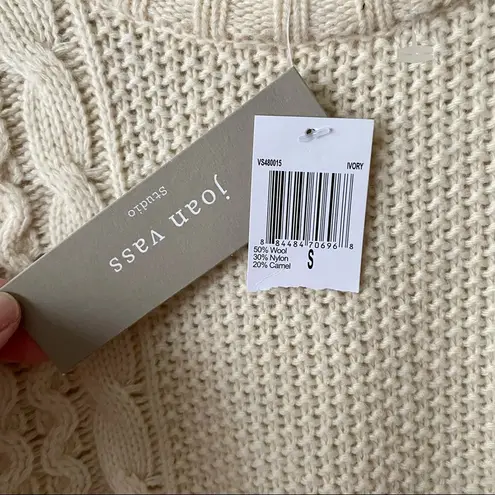 joan vass
Studio
VS480015 IVORY
8 84484 70696 8
50% Wool
30% Nylon
20% Camel
S